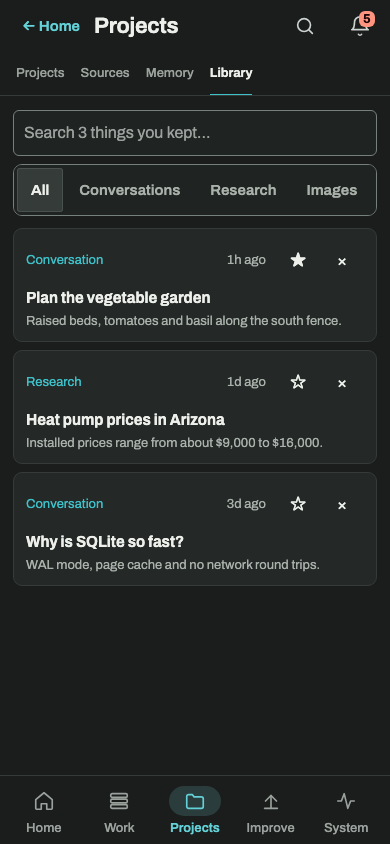 ← Home Projects 5
Projects Sources Memory Library
Search 3 things you kept...
All Conversations Research Images
Conversation 1h ago ★ ×
Plan the vegetable garden
Raised beds, tomatoes and basil along the south fence.
Research 1d ago ☆ ×
Heat pump prices in Arizona
Installed prices range from about $9,000 to $16,000.
Conversation 3d ago ☆ ×
Why is SQLite so fast?
WAL mode, page cache and no network round trips.
Home Work Projects Improve System